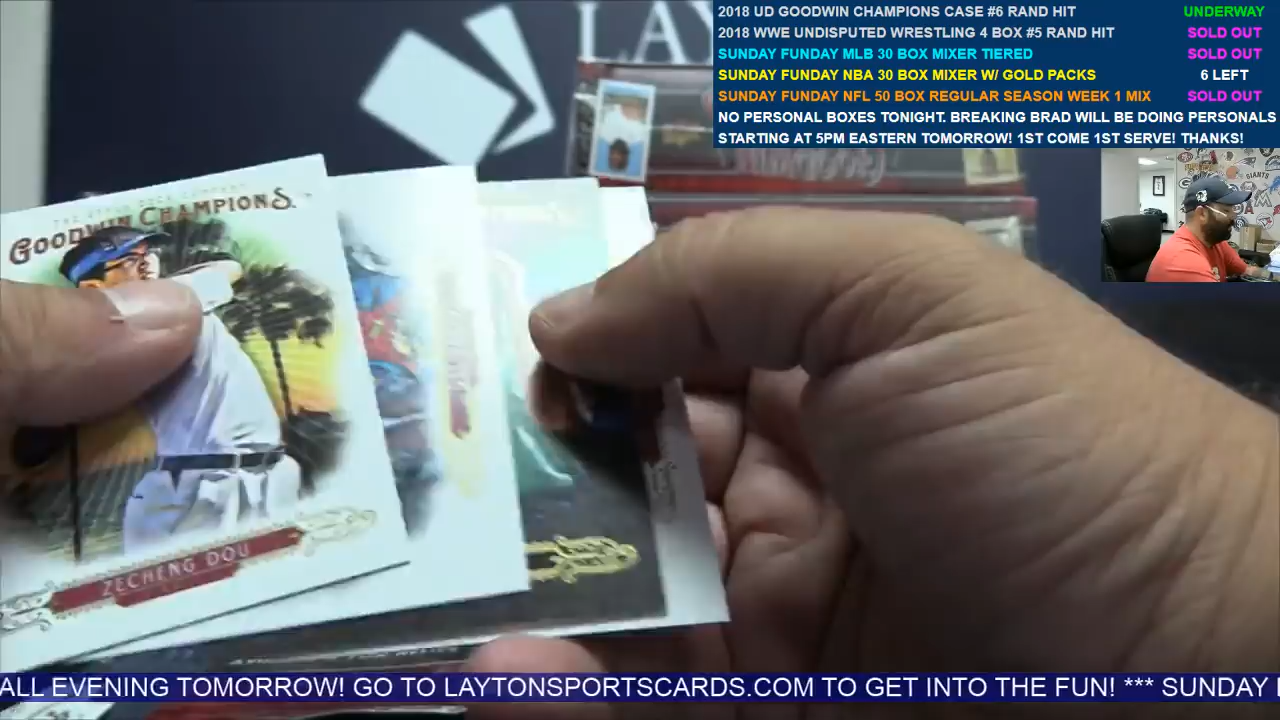 2018 UD GOODWIN CHAMPIONS CASE #6 RAND HIT UNDERWAY
2018 WWE UNDISPUTED WRESTLING 4 BOX #5 RAND HIT SOLD OUT
SUNDAY FUNDAY MLB 30 BOX MIXER TIERED SOLD OUT
SUNDAY FUNDAY NBA 30 BOX MIXER W/ GOLD PACKS 6 LEFT
SUNDAY FUNDAY NFL 50 BOX REGULAR SEASON WEEK 1 MIX SOLD OUT
NO PERSONAL BOXES TONIGHT. BREAKING BRAD WILL BE DOING PERSONALS
STARTING AT 5PM EASTERN TOMORROW! 1ST COME 1ST SERVE! THANKS!
LAY
GIANTS
GOODWIN CHAMPIONS
ZECHENG DOU
ALL EVENING TOMORROW! GO TO LAYTONSPORTSCARDS.COM TO GET INTO THE FUN! *** SUNDAY